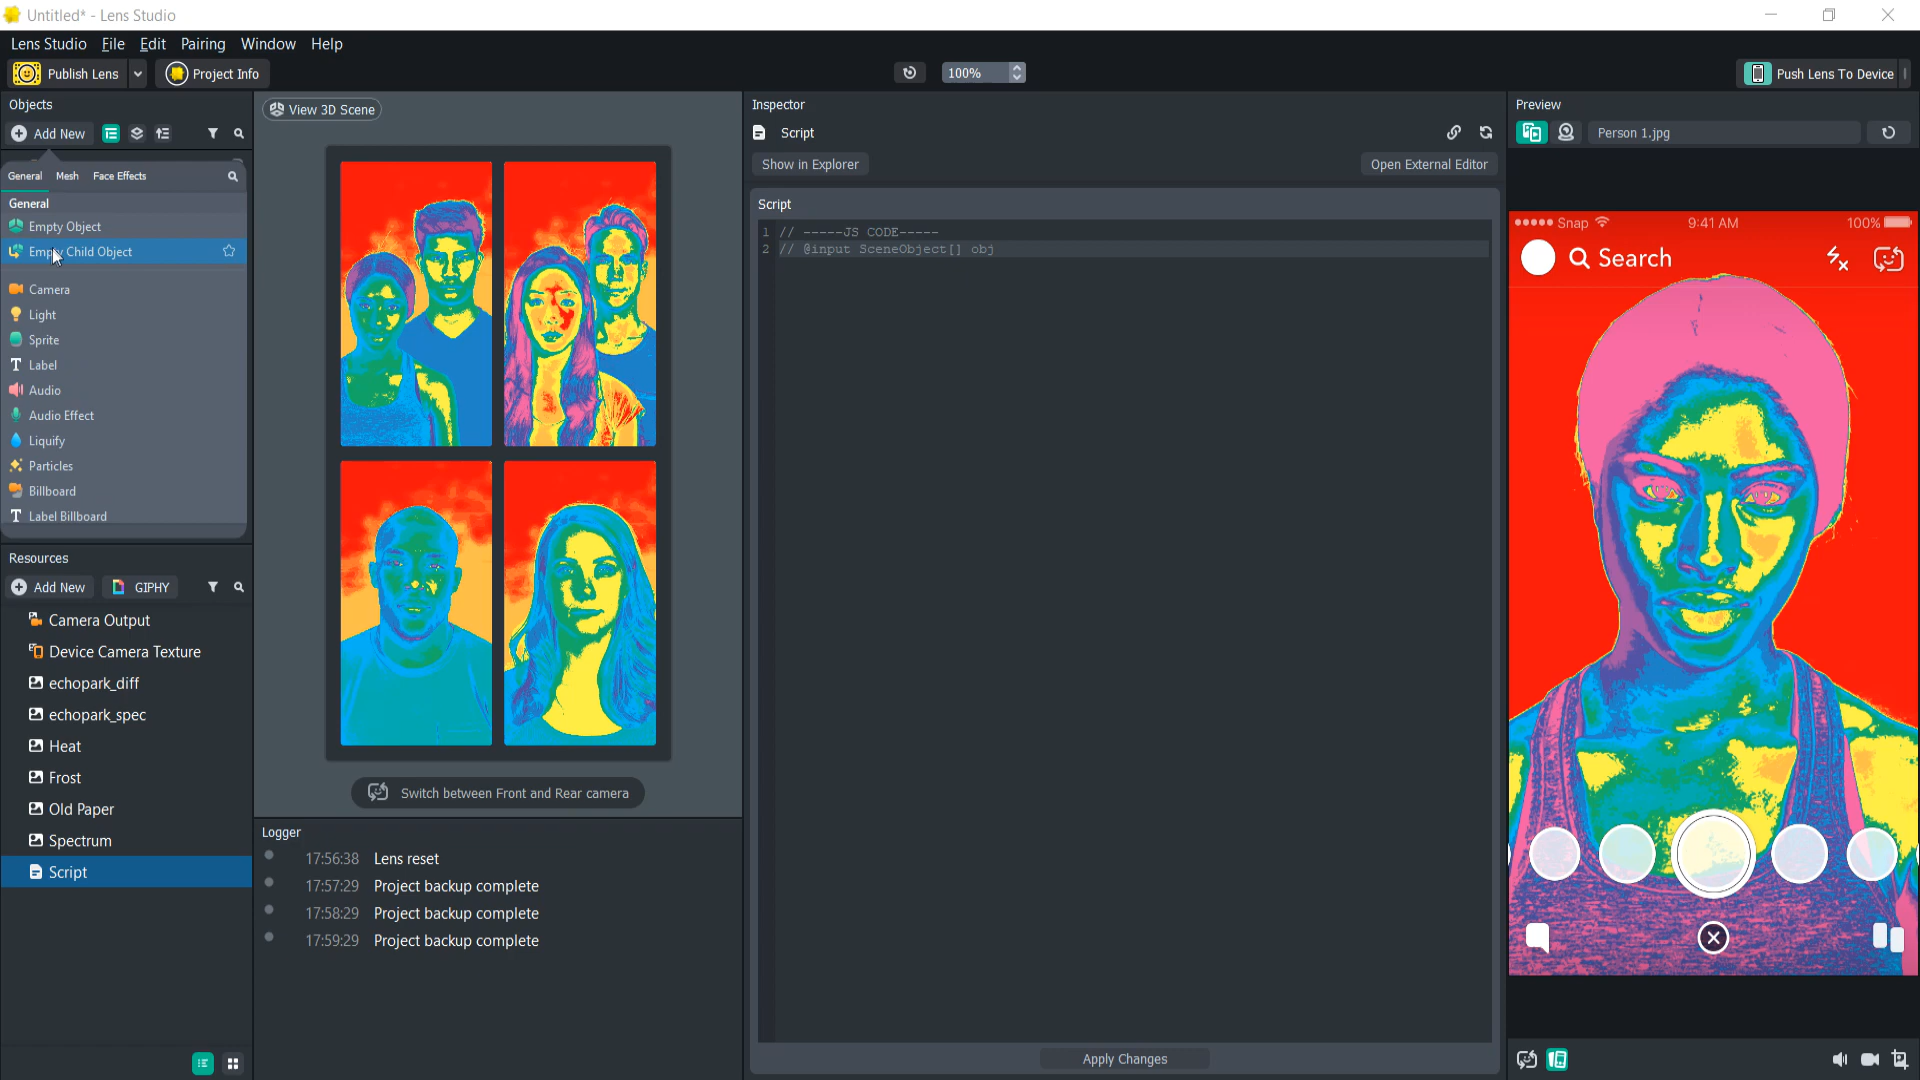 Untitled* - Lens Studio
Lens Studio File Edit Pairing Window Help
Publish Lens Project Info 100% Push Lens To Device
Objects
Add New
General Mesh Face Effects
General
Empty Object
Empty Child Object
Camera
Light
Sprite
Label
Audio
Audio Effect
Liquify
Particles
Billboard
Label Billboard
Resources
Add New GIPHY
Camera Output
Device Camera Texture
echopark_diff
echopark_spec
Heat
Frost
Old Paper
Spectrum
Script
View 3D Scene
Switch between Front and Rear camera
Logger
17:56:38 Lens reset
17:57:29 Project backup complete
17:58:29 Project backup complete
17:59:29 Project backup complete
Inspector
Script
Show in Explorer Open External Editor
Script
1 // -----JS CODE-----
2 // @input SceneObject[] obj
Apply Changes
Preview
Person 1.jpg
Snap 9:41 AM 100%
Search